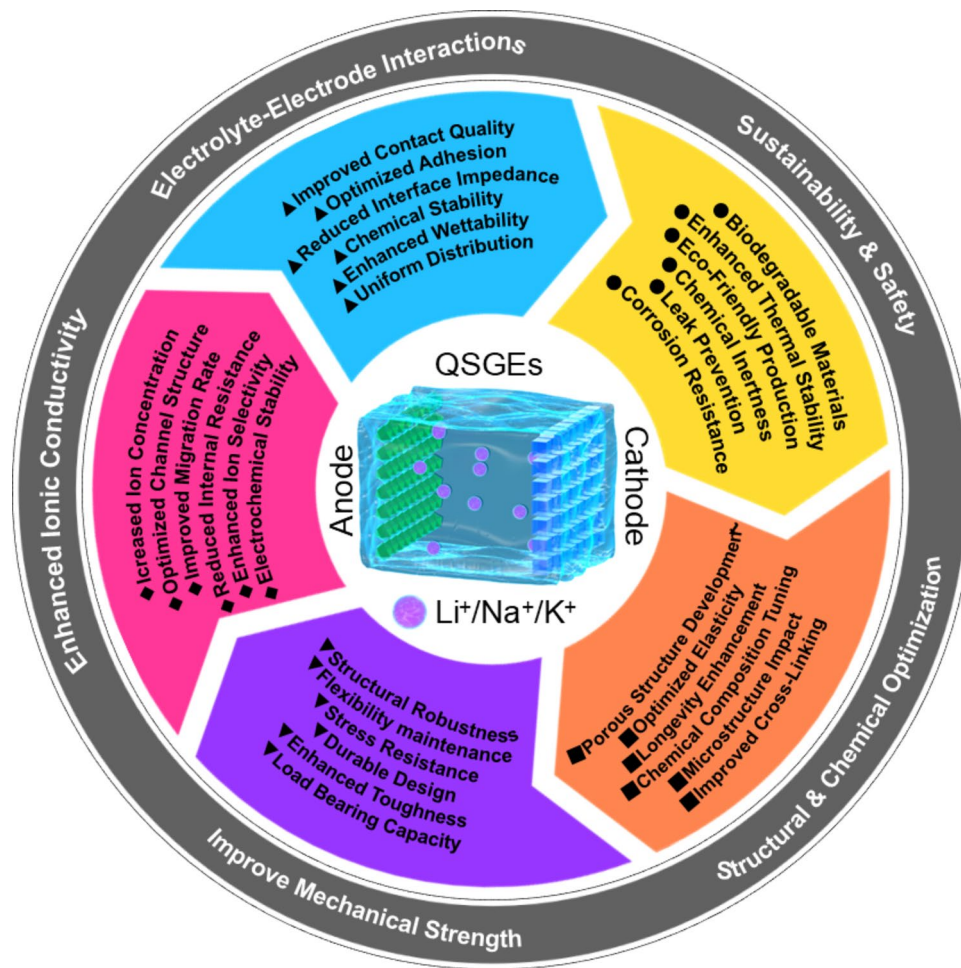 Electrolyte-Electrode Interactions
▲Improved Contact Quality
▲Optimized Adhesion
▲Reduced Interface Impedance
▲Chemical Stability
▲Enhanced Wettability
▲Uniform Distribution
Sustainability & Safety
●Biodegradable Materials
●Enhanced Thermal Stability
●Eco-Friendly Production
●Chemical Inertness
●Leak Prevention
●Corrosion Resistance
Structural & Chemical Optimization
■Porous Structure Development
■Optimized Elasticity
■Longevity Enhancement
■Chemical Composition Tuning
■Microstructure Impact
■Improved Cross-Linking
Improve Mechanical Strength
▼Structural Robustness
▼Flexibility maintenance
▼Stress Resistance
▼Durable Design
▼Enhanced Toughness
▼Load Bearing Capacity
Enhanced Ionic Conductivity
◆Icreased Ion Concentration
◆Optimized Channel Structure
◆Improved Migration Rate
◆Reduced Internal Resistance
◆Enhanced Ion Selectivity
◆Electrochemical Stability
QSGEs
Anode
Cathode
Li⁺/Na⁺/K⁺